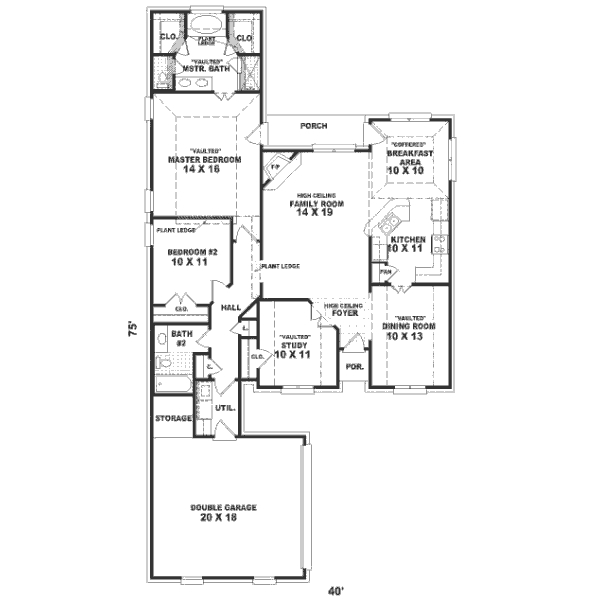 CLO.
PLANT
LEDGE
CLO.
"VAULTED"
MSTR. BATH
PORCH
"VAULTED"
MASTER BEDROOM
14 X 16
"COFFERED"
BREAKFAST
AREA
10 X 10
F/P
HIGH CEILING
FAMILY ROOM
14 X 19
PLANT LEDGE
BEDROOM #2
10 X 11
KITCHEN
10 X 11
PLANT LEDGE
PAN
CLO.
HALL
HIGH CEILING
FOYER
"VAULTED"
DINING ROOM
10 X 13
75'
BATH
#2
"VAULTED"
STUDY
10 X 11
CLO.
POR.
UTIL.
STORAGE
DOUBLE GARAGE
20 X 18
40'